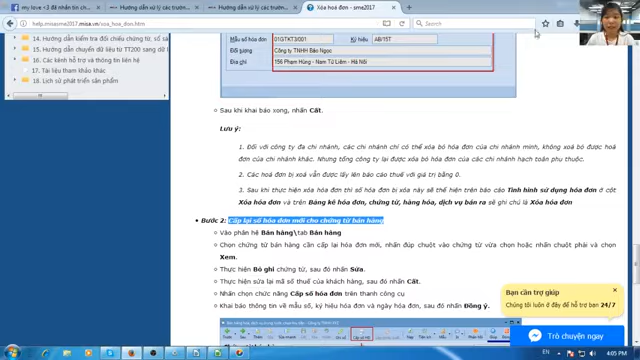 my love <3 đã nhắn tin c...
Hướng dẫn xử lý các trườ...
Hướng dẫn xử lý các trườ...
Xóa hoá đơn - sme2017
help.misasme2017.misa.vn/xoa_hoa_don.htm
Search
14. Hướng dẫn kiểm tra đối chiếu chứng từ, sổ sá
15. Hướng dẫn chuyển dữ liệu từ TT200 sang dữ l
16. Các kênh hỗ trợ và thông tin liên hệ
17. Tài liệu tham khảo khác
18. Lịch sử phát triển sản phẩm
Mẫu số hóa đơn 01GTKT3/001 Ký hiệu AB/15T
Đối tượng Công ty TNHH Bảo Ngọc
Địa chỉ 156 Phạm Hùng - Nam Từ Liêm - Hà Nội
Sau khi khai báo xong, nhấn Cất.
Lưu ý:
1. Đối với công ty đa chi nhánh, các chi nhánh chỉ có thể xóa bỏ hóa đơn của chi nhánh mình, không xoá bỏ được hoá
đơn của chi nhánh khác. Nhưng tổng công ty lại được xóa bỏ hóa đơn của các chi nhánh hạch toán phụ thuộc.
2. Các hoá đơn bị xoá vẫn được lấy lên báo cáo thuế với giá trị bằng 0.
3. Sau khi thực hiện xóa hóa đơn thì số hóa đơn bị xóa này sẽ thể hiện trên báo cáo Tình hình sử dụng hóa đơn ở cột
Xóa hóa đơn và trên Bảng kê hóa đơn, chứng từ, hàng hóa, dịch vụ bán ra sẽ ghi chú là Xóa hóa đơn
• Bước 2: Cấp lại số hóa đơn mới cho chứng từ bán hàng
Vào phân hệ Bán hàng\tab Bán hàng
Chọn chứng từ bán hàng cần cấp lại hóa đơn mới, nhấn đúp chuột vào chứng từ vừa chọn hoặc nhấn chuột phải và chọn
Xem.
Thực hiện Bỏ ghi chứng từ, sau đó nhấn Sửa.
Thực hiện sửa lại mã số thuế của khách hàng, sau đó nhấn Cất.
Nhấn chọn chức năng Cấp số hóa đơn trên thanh công cụ
Khai báo thông tin về mẫu số, ký hiệu hóa đơn và ngày hóa đơn, sau đó nhấn Đồng ý.
Bạn cần trợ giúp
Chúng tôi luôn ở đây để hỗ trợ bạn 24/7
Trò chuyện ngay
EN
4:05 PM